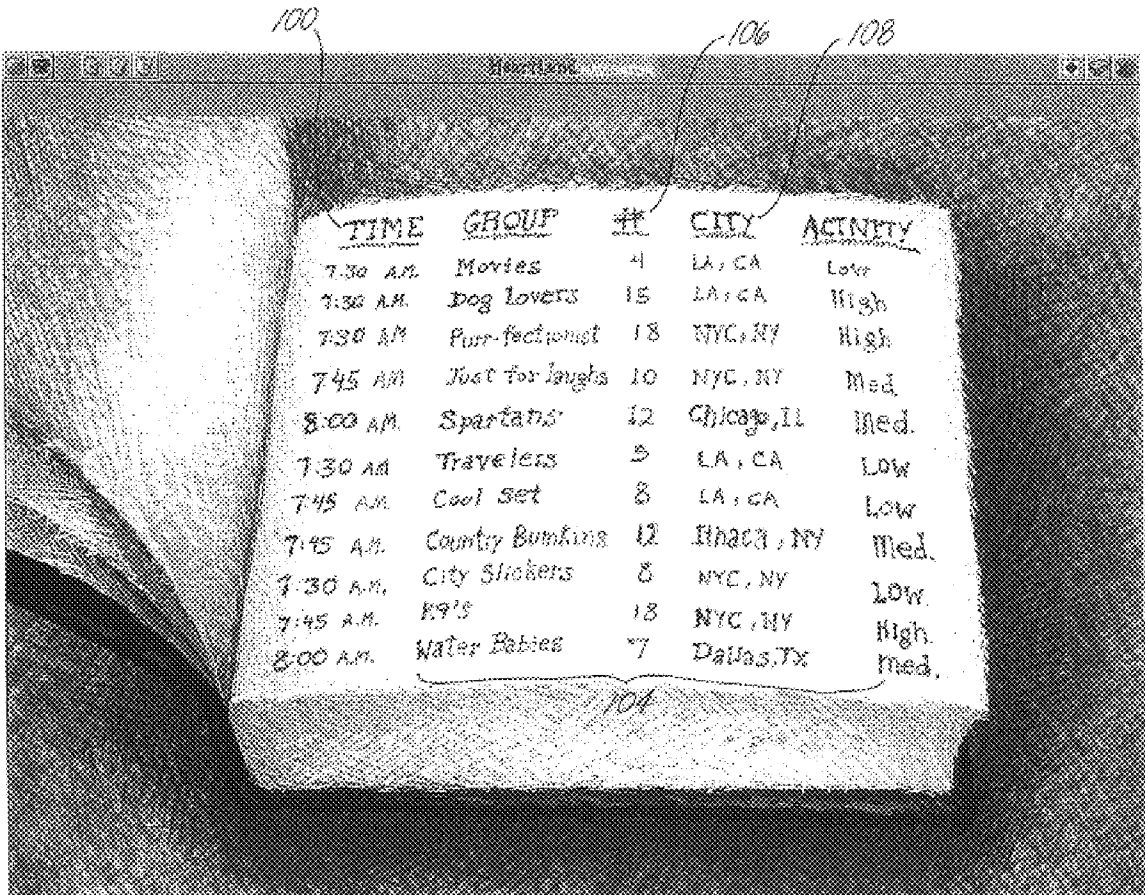 100 106 108
Heartland
TIME GROUP # CITY ACTIVITY
7:30 A.M. Movies 4 LA, CA Low
7:30 A.M. Dog Lovers 15 LA, CA High
7:30 AM Purr-fectionist 18 NYC, NY High
7:45 AM Just for laughs 10 NYC, NY Med.
8:00 AM. Spartans 12 Chicago, IL Med.
7:30 AM Travelers LA, CA Low
7:45 A.M. Cool Set 8 LA, CA Low
7:45 A.M. Country Bumkins 12 Ithaca, NY Med.
7:30 A.M. City Slickers 8 NYC, NY Low.
7:45 A.M. K9's 18 NYC, NY High.
8:00 A.M. Water Babies 7 Dallas, TX Med.
104